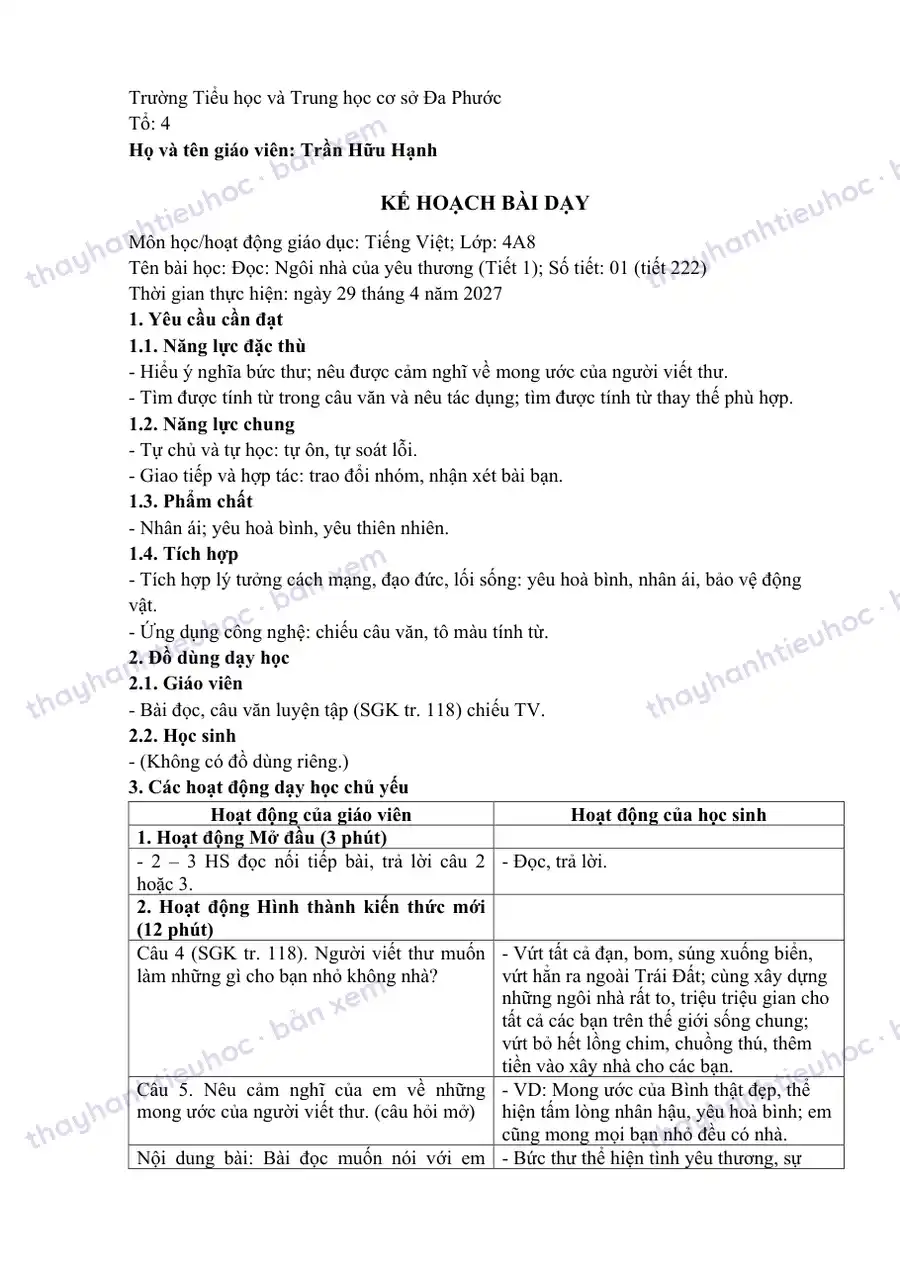 Trường Tiểu học và Trung học cơ sở Đa Phước
Tổ: 4
Họ và tên giáo viên: Trần Hữu Hạnh
KẾ HOẠCH BÀI DẠY
Môn học/hoạt động giáo dục: Tiếng Việt; Lớp: 4A8
Tên bài học: Đọc: Ngôi nhà của yêu thương (Tiết 1); Số tiết: 01 (tiết 222)
Thời gian thực hiện: ngày 29 tháng 4 năm 2027
1. Yêu cầu cần đạt
1.1. Năng lực đặc thù
- Hiểu ý nghĩa bức thư; nêu được cảm nghĩ về mong ước của người viết thư.
- Tìm được tính từ trong câu văn và nêu tác dụng; tìm được tính từ thay thế phù hợp.
1.2. Năng lực chung
- Tự chủ và tự học: tự ôn, tự soát lỗi.
- Giao tiếp và hợp tác: trao đổi nhóm, nhận xét bài bạn.
1.3. Phẩm chất
- Nhân ái; yêu hoà bình, yêu thiên nhiên.
1.4. Tích hợp
- Tích hợp lý tưởng cách mạng, đạo đức, lối sống: yêu hoà bình, nhân ái, bảo vệ động
vật.
- Ứng dụng công nghệ: chiếu câu văn, tô màu tính từ.
2. Đồ dùng dạy học
2.1. Giáo viên
- Bài đọc, câu văn luyện tập (SGK tr. 118) chiếu TV.
2.2. Học sinh
- (Không có đồ dùng riêng.)
3. Các hoạt động dạy học chủ yếu
Hoạt động của giáo viên
Hoạt động của học sinh
1. Hoạt động Mở đầu (3 phút)
- 2 – 3 HS đọc nối tiếp bài, trả lời câu 2
hoặc 3.
- Đọc, trả lời.
2. Hoạt động Hình thành kiến thức mới
(12 phút)
Câu 4 (SGK tr. 118). Người viết thư muốn
làm những gì cho bạn nhỏ không nhà?
- Vứt tất cả đạn, bom, súng xuống biển,
vứt hẳn ra ngoài Trái Đất; cùng xây dựng
những ngôi nhà rất to, triệu triệu gian cho
tất cả các bạn trên thế giới sống chung;
vứt bỏ hết lồng chim, chuồng thú, thêm
tiền vào xây nhà cho các bạn.
Câu 5. Nêu cảm nghĩ của em về những
mong ước của người viết thư. (câu hỏi mở)
- VD: Mong ước của Bình thật đẹp, thể
hiện tấm lòng nhân hậu, yêu hoà bình; em
cũng mong mọi bạn nhỏ đều có nhà.
Nội dung bài: Bài đọc muốn nói với em
- Bức thư thể hiện tình yêu thương, sự
thayhanhtieuhoc · bản xem
thayhanhtieuhoc · b
thayhanhtieuhoc · bản xem
thayhanhtieuhoc · b
thayhanhtieuhoc · bản xem
thayhanhtieuhoc · b